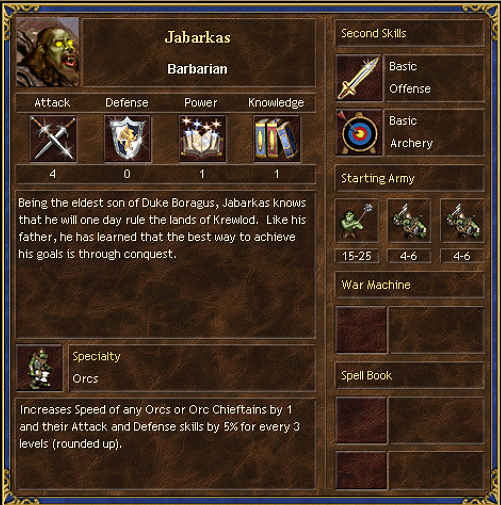 Jabarkas
Barbarian
Attack Defense Power Knowledge
4 0 1 1
Being the eldest son of Duke Boragus, Jabarkas knows
that he will one day rule the lands of Krewlod. Like his
father, he has learned that the best way to achieve
his goals is through conquest.
Specialty
Orcs
Increases Speed of any Orcs or Orc Chieftains by 1
and their Attack and Defense skills by 5% for every 3
levels (rounded up).
Second Skills
Basic
Offense
Basic
Archery
Starting Army
15-25 4-6 4-6
War Machine
Spell Book